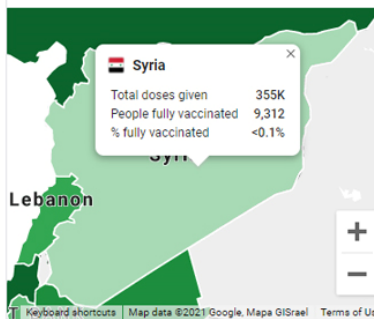 Syria
Total doses given 355K
People fully vaccinated 9,312
% fully vaccinated <0.1%
Lebanon
Keyboard shortcuts Map data ©2021 Google, Mapa GISrael Terms of Us